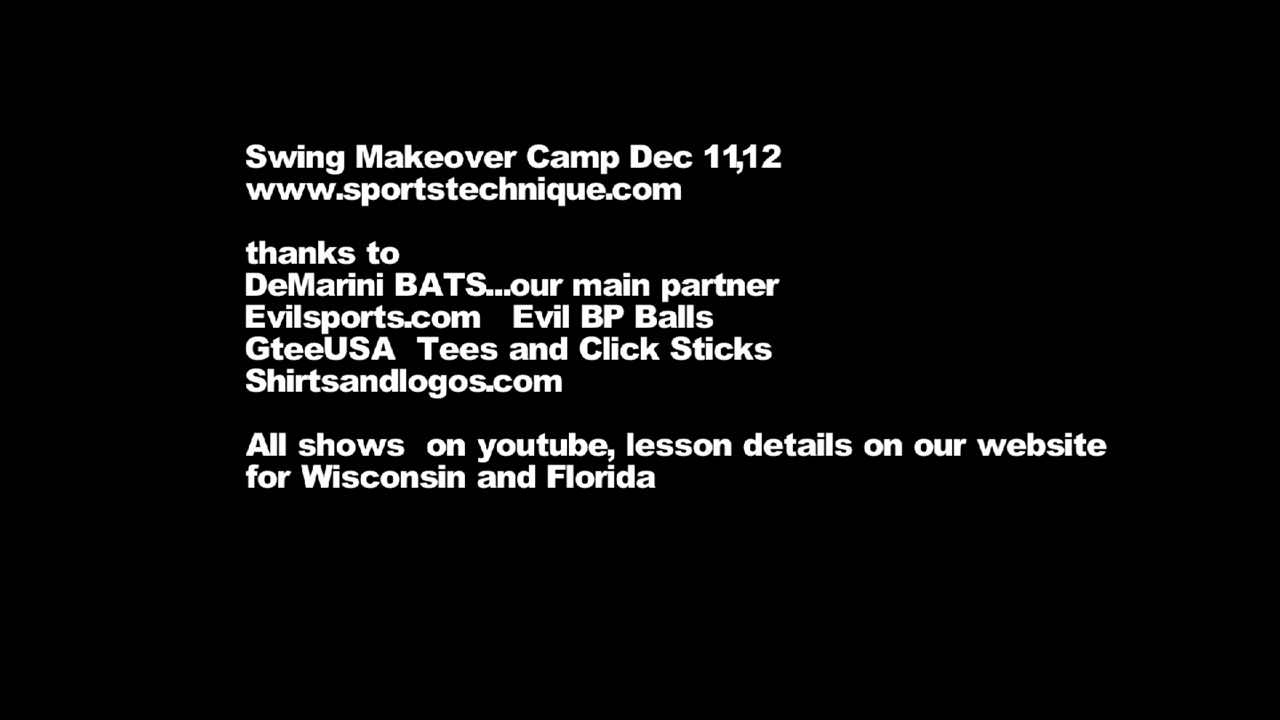 Swing Makeover Camp Dec 11,12
www.sportstechnique.com
thanks to
DeMarini BATS...our main partner
Evilsports.com   Evil BP Balls
GteeUSA  Tees and Click Sticks
Shirtsandlogos.com
All shows  on youtube, lesson details on our website
for Wisconsin and Florida